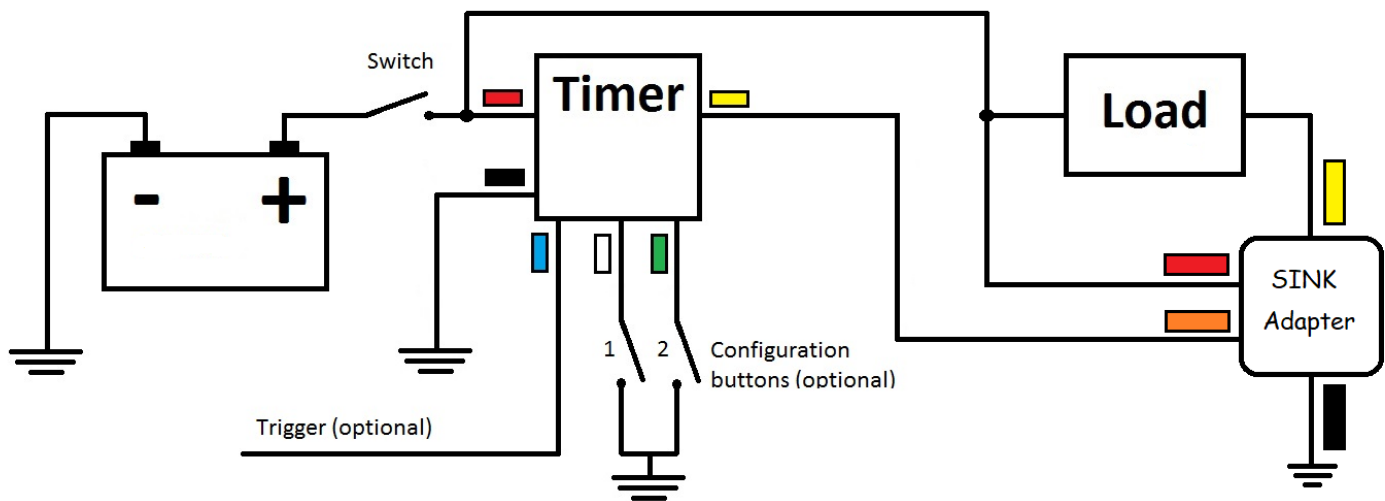 Switch
Timer
Load
- +
SINK
Adapter
1 2
Configuration
buttons (optional)
Trigger (optional)